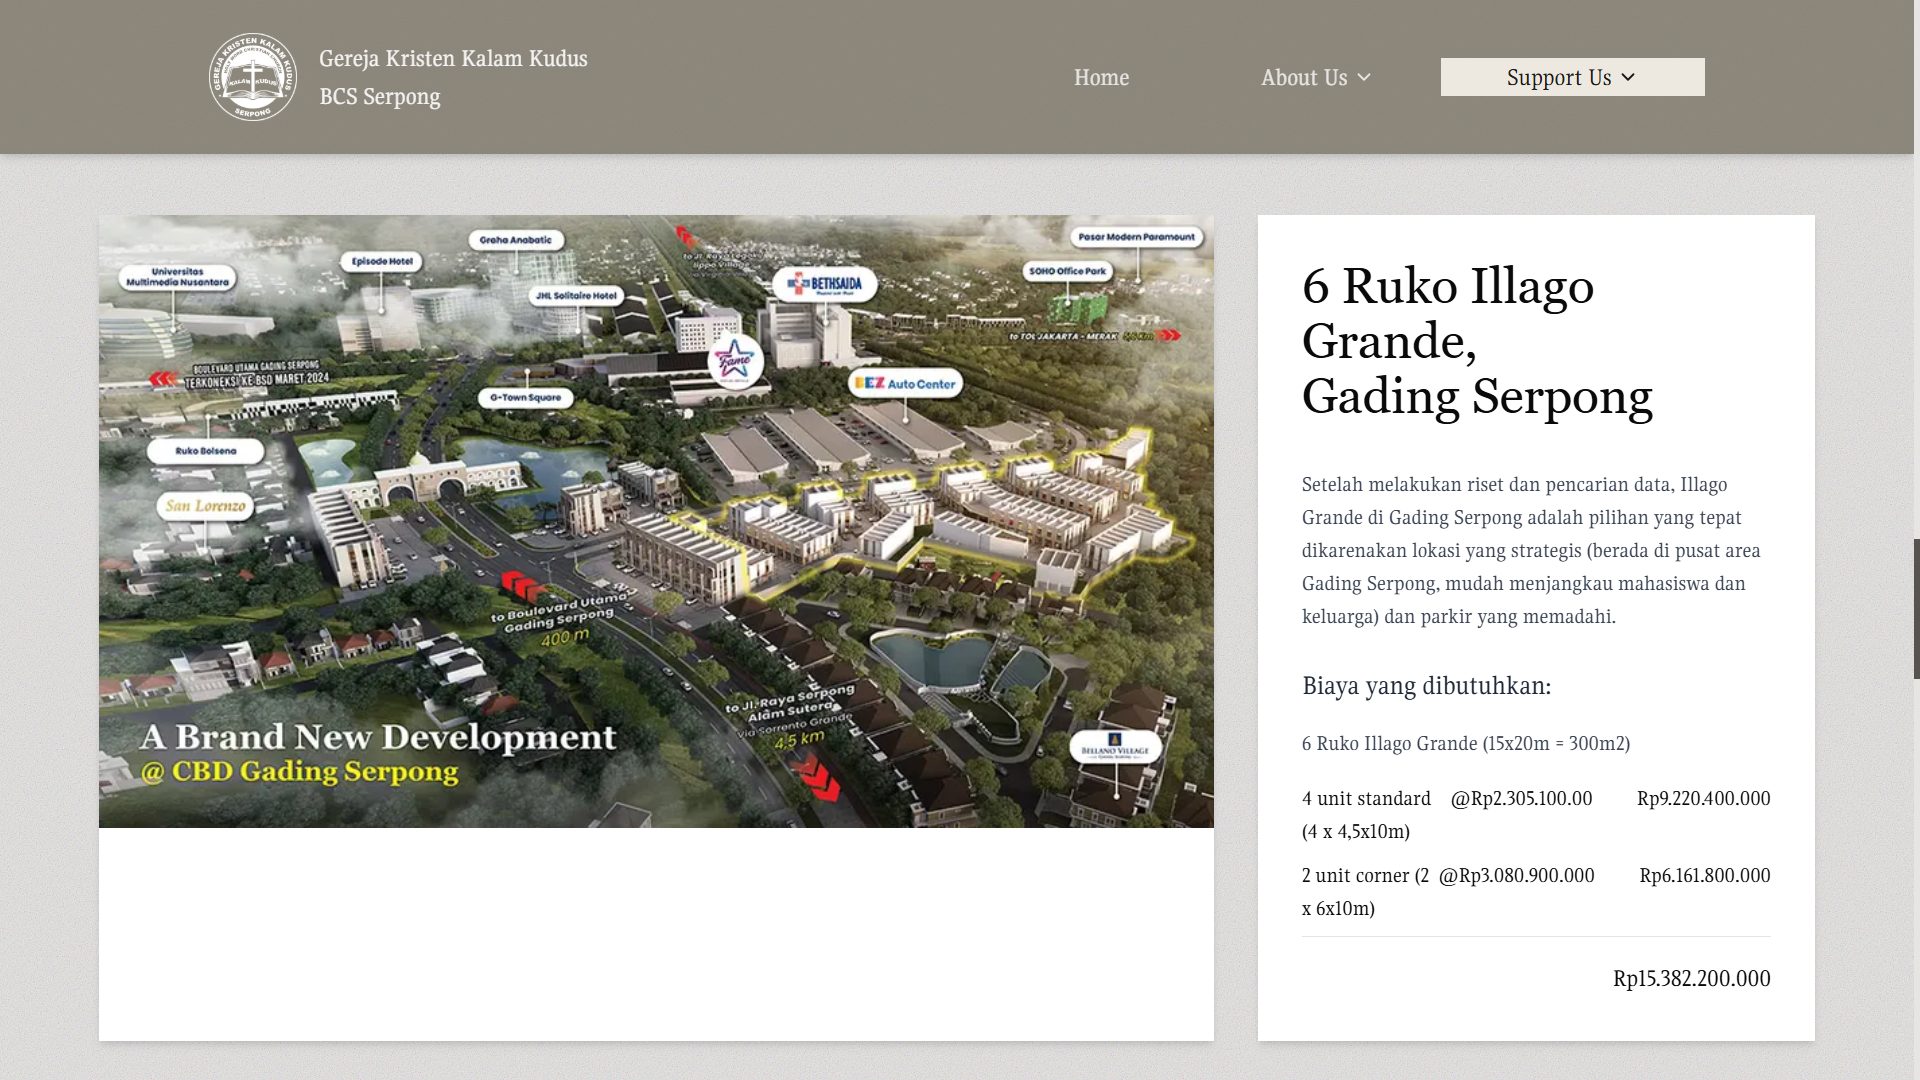 GEREJA KRISTEN KALAM KUDUS
KALAM KUDUS
SERPONG
Gereja Kristen Kalam Kudus
BCS Serpong
Home
About Us
Support Us
Graha Anabatic
Pasar Modern Paramount
Episode Hotel
Universitas
Multimedia Nusantara
SOHO Office Park
BETHSAIDA
JHL Solitaire Hotel
to TOL JAKARTA - MERAK
Fame
BOULEVARD UTAMA GADING SERPONG
TERKONEKSI KE BSD MARET 2024
BEZ Auto Center
G-Town Square
Ruko Bolsena
San Lorenzo
to Boulevard Utama
Gading Serpong
400 m
to Jl. Raya Serpong
Alam Sutera
Via Sorrento Grande
4,5 km
BELLANO VILLAGE
A Brand New Development
@ CBD Gading Serpong
6 Ruko Illago
Grande,
Gading Serpong
Setelah melakukan riset dan pencarian data, Illago
Grande di Gading Serpong adalah pilihan yang tepat
dikarenakan lokasi yang strategis (berada di pusat area
Gading Serpong, mudah menjangkau mahasiswa dan
keluarga) dan parkir yang memadahi.
Biaya yang dibutuhkan:
6 Ruko Illago Grande (15x20m = 300m2)
4 unit standard @Rp2.305.100.00 Rp9.220.400.000
(4 x 4,5x10m)
2 unit corner (2 @Rp3.080.900.000 Rp6.161.800.000
x 6x10m)
Rp15.382.200.000